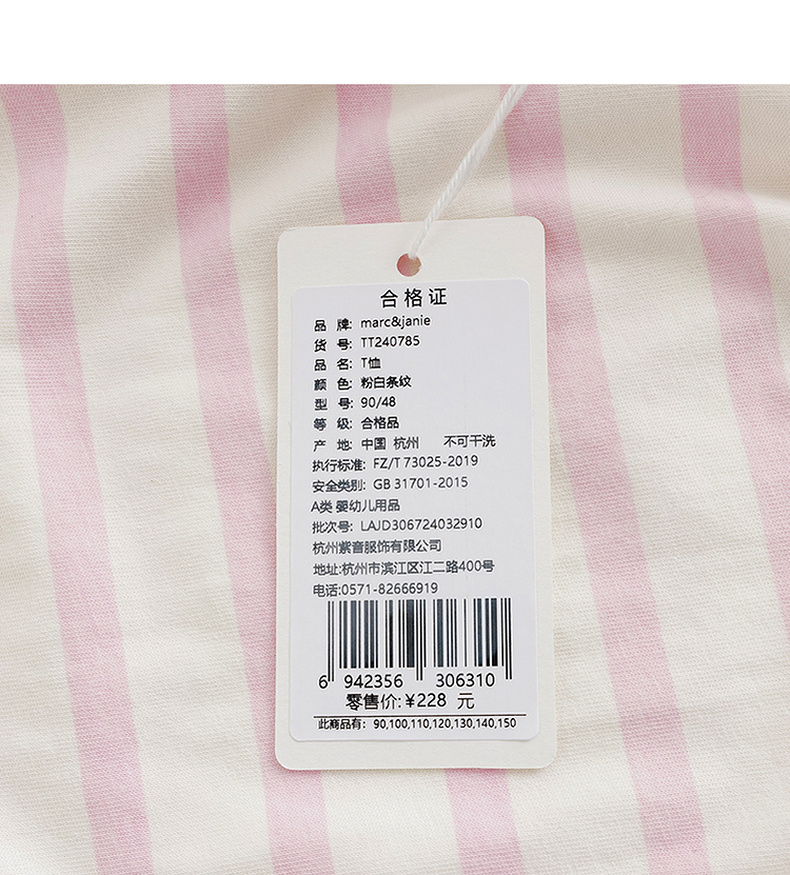 合格证
品 牌: marc&janie
货 号: TT240785
品 名: T恤
颜 色: 粉白条纹
型 号: 90/48
等 级: 合格品
产 地: 中国 杭州 不可干洗
执行标准: FZ/T 73025-2019
安全类别: GB 31701-2015
A类 婴幼儿用品
批次号: LAJD306724032910
杭州紫音服饰有限公司
地址:杭州市滨江区江二路400号
电话:0571-82666919
6 942356 306310
零售价:¥228 元
此商品有: 90,100,110,120,130,140,150